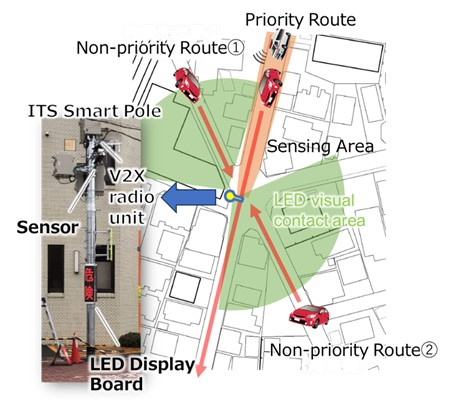 Priority Route
Non-priority Route①
ITS Smart Pole
Sensing Area
V2X
radio
unit
LED visual
contact area
Sensor
Non-priority Route②
LED Display
Board